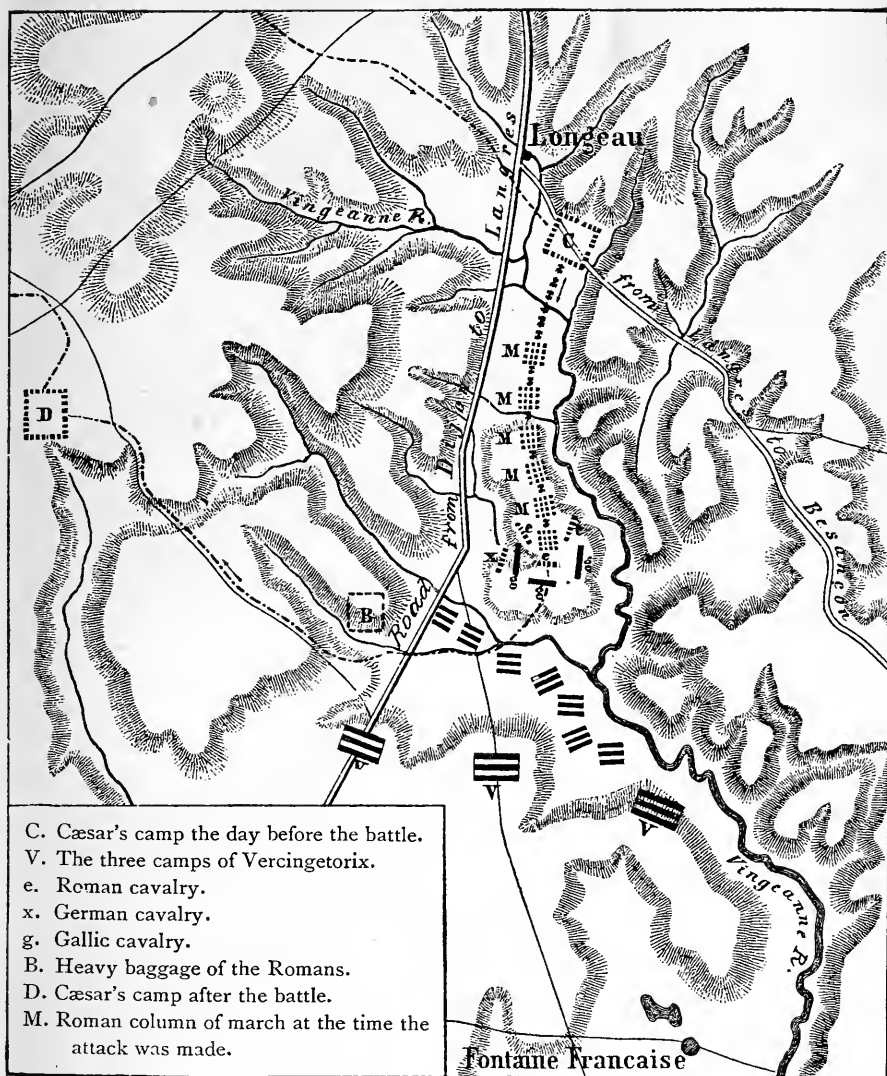 Longeau
Vingeanne R.
Road from Dijon to Langres
from Langres to Besançon
C
M
M
M
M
M
D
B
e
e
x
g
g
g
V
V
V
Vingeanne R.
Fontaine Francaise
C. Cæsar's camp the day before the battle.
V. The three camps of Vercingetorix.
e. Roman cavalry.
x. German cavalry.
g. Gallic cavalry.
B. Heavy baggage of the Romans.
D. Cæsar's camp after the battle.
M. Roman column of march at the time the
attack was made.